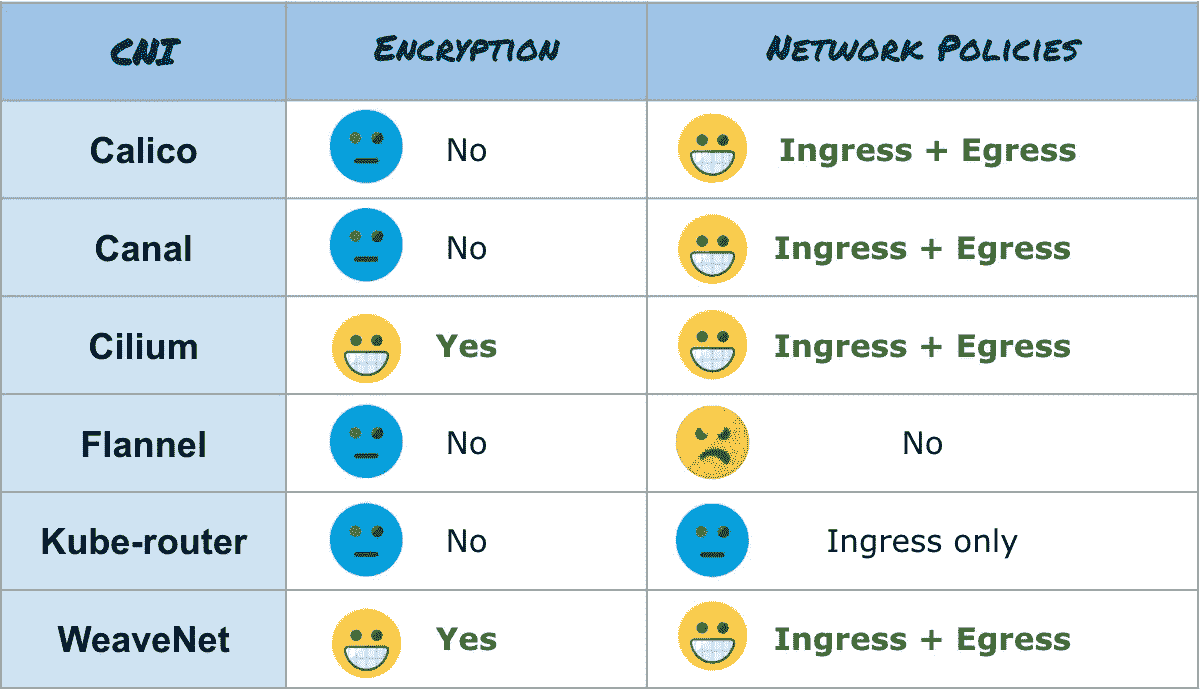 CNI ENCRYPTION NETWORK POLICIES
Calico No Ingress + Egress
Canal No Ingress + Egress
Cilium Yes Ingress + Egress
Flannel No No
Kube-router No Ingress only
WeaveNet Yes Ingress + Egress